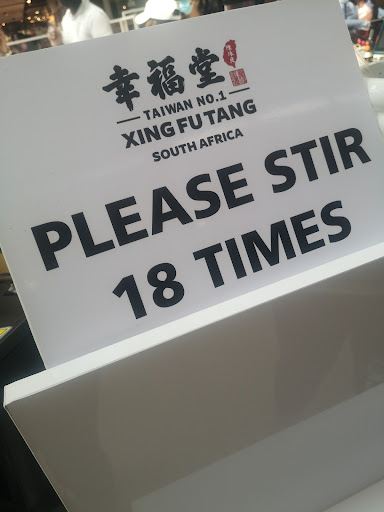 幸福堂
TAIWAN NO.1
XING FU TANG
SOUTH AFRICA
PLEASE STIR
18 TIMES